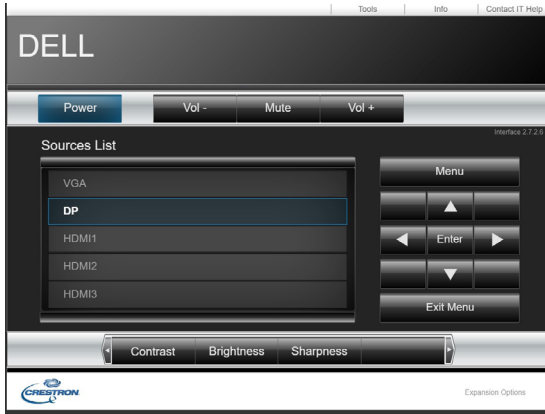 Tools Info Contact IT Help
DELL
Power Vol - Mute Vol +
Interface 2.7.2.6
Sources List
VGA
DP
HDMI1
HDMI2
HDMI3
Menu
Enter
Exit Menu
Contrast Brightness Sharpness
CRESTRON
Expansion Options